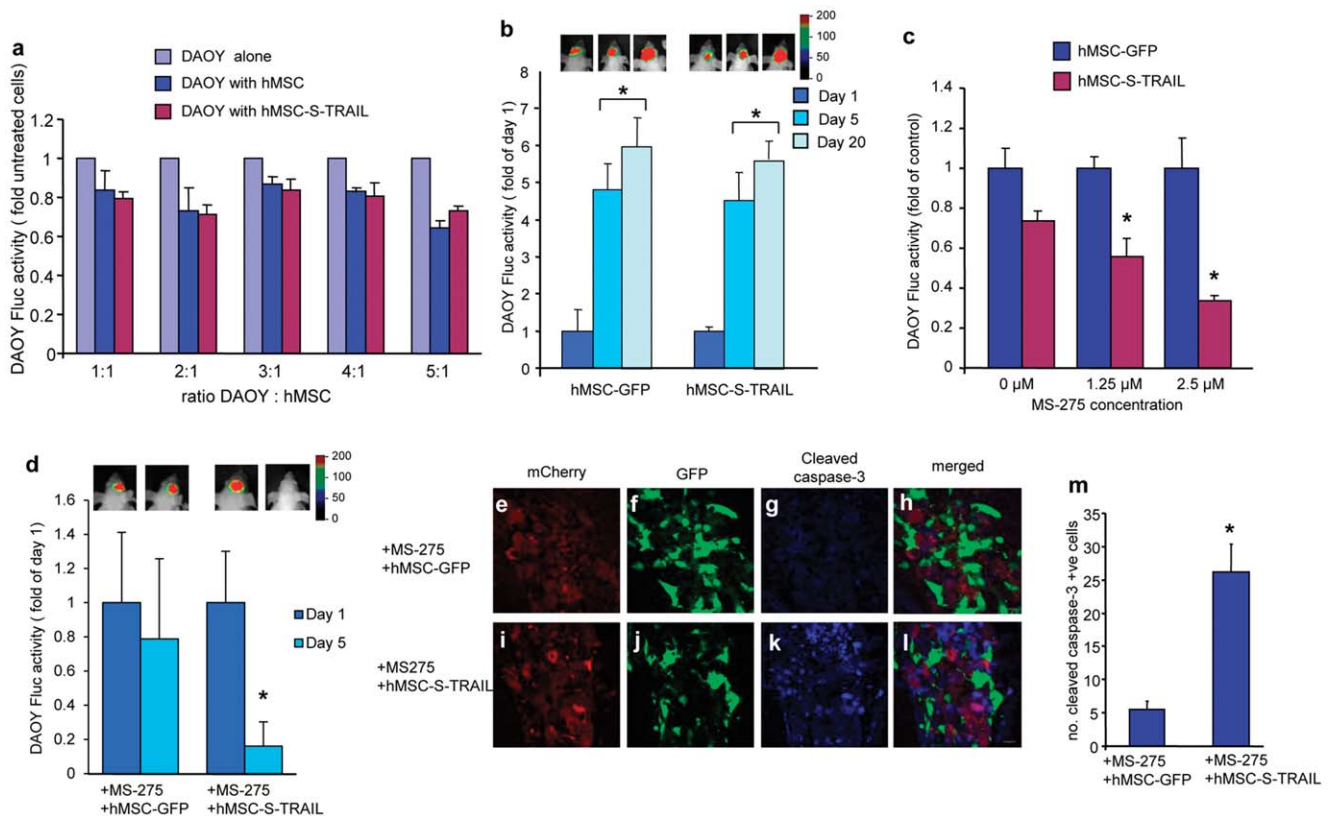 a
DAOY alone
DAOY with hMSC
DAOY with hMSC-S-TRAIL
DAOY Fluc activity ( fold untreated cells)
1.2
1
0.8
0.6
0.4
0.2
0
1:1 2:1 3:1 4:1 5:1
ratio DAOY : hMSC
b
200
150
100
50
0
Day 1
Day 5
Day 20
DAOY Fluc activity ( fold of day 1)
8
7
6
5
4
3
2
1
0
*
*
hMSC-GFP hMSC-S-TRAIL
c
hMSC-GFP
hMSC-S-TRAIL
DAOY Fluc activity (fold of control)
1.4
1.2
1
0.8
0.6
0.4
0.2
0
*
*
0 µM 1.25 µM 2.5 µM
MS-275 concentration
d
200
150
100
50
0
DAOY Fluc activity ( fold of day 1)
1.6
1.4
1.2
1
0.8
0.6
0.4
0.2
0
Day 1
Day 5
*
+MS-275 +MS-275
+hMSC-GFP +hMSC-S-TRAIL
mCherry GFP Cleaved caspase-3 merged
+MS-275
+hMSC-GFP
e f g h
+MS275
+hMSC-S-TRAIL
i j k l
m
no. cleaved caspase-3 +ve cells
35
30
25
20
15
10
5
0
*
+MS-275 +MS-275
+hMSC-GFP +hMSC-S-TRAIL